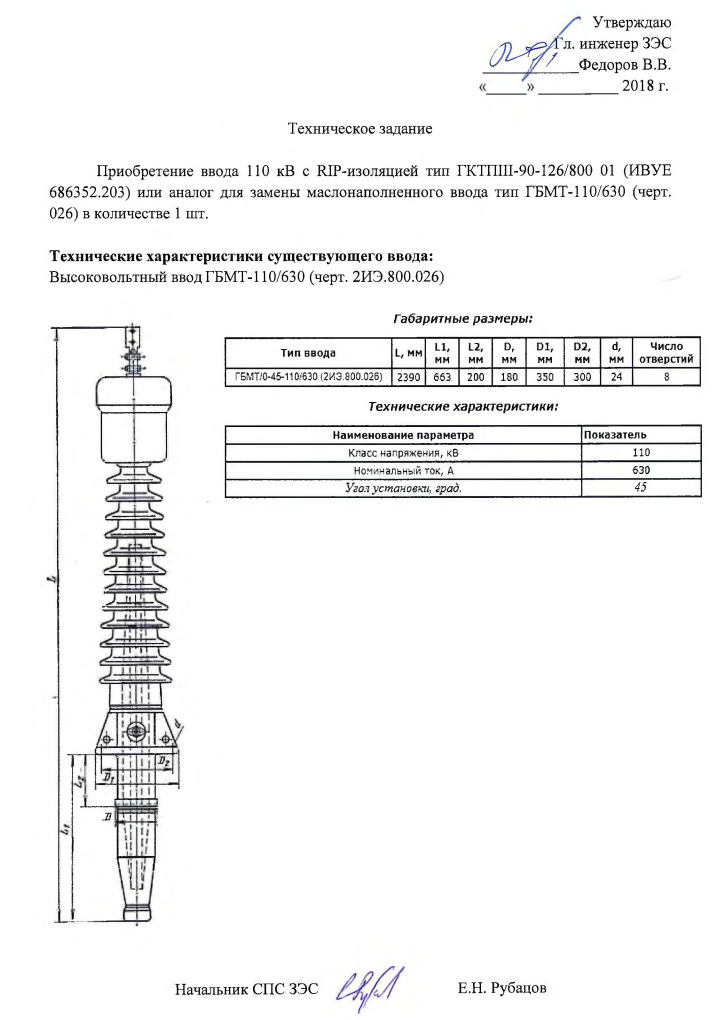 Утверждаю
Гл. инженер ЗЭС
____________Федоров В.В.
«_____» __________ 2018 г.
Техническое задание
Приобретение ввода 110 кВ с RIP-изоляцией тип ГКТПШ-90-126/800 01 (ИВУЕ
686352.203) или аналог для замены маслонаполненного ввода тип ГБМТ-110/630 (черт.
026) в количестве 1 шт.
Технические характеристики существующего ввода:
Высоковольтный ввод ГБМТ-110/630 (черт. 2ИЭ.800.026)
Габаритные размеры:
Тип ввода L, мм L1, мм L2, мм D, мм D1, мм D2, мм d, мм Число отверстий
ГБМТ/0-45-110/630 (2ИЭ.800.026) 2390 663 200 180 350 300 24 8
Технические характеристики:
Наименование параметра Показатель
Класс напряжения, кВ 110
Номинальный ток, А 630
Угол установки, град. 45
L
d
D2
D1
L2
D
L1
Начальник СПС ЗЭС Е.Н. Рубацов